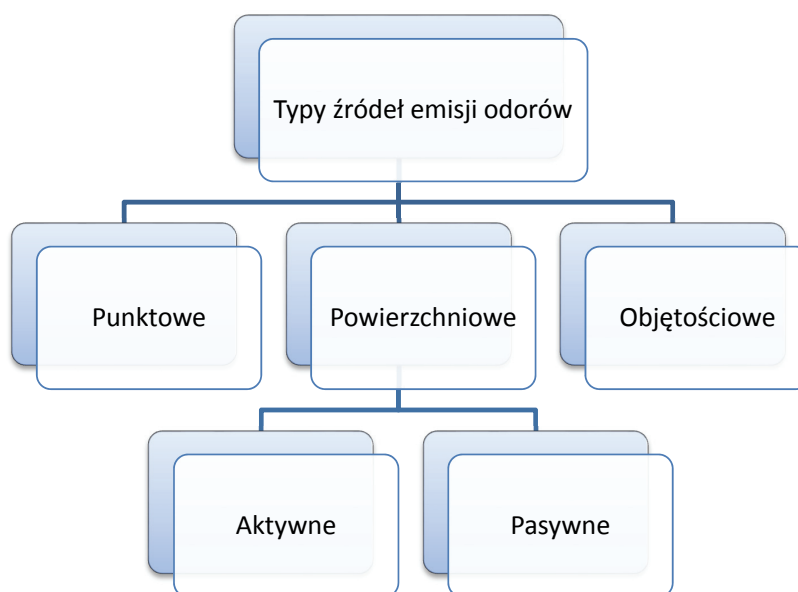 Typy źródeł emisji odorów
Punktowe
Powierzchniowe
Objętościowe
Aktywne
Pasywne